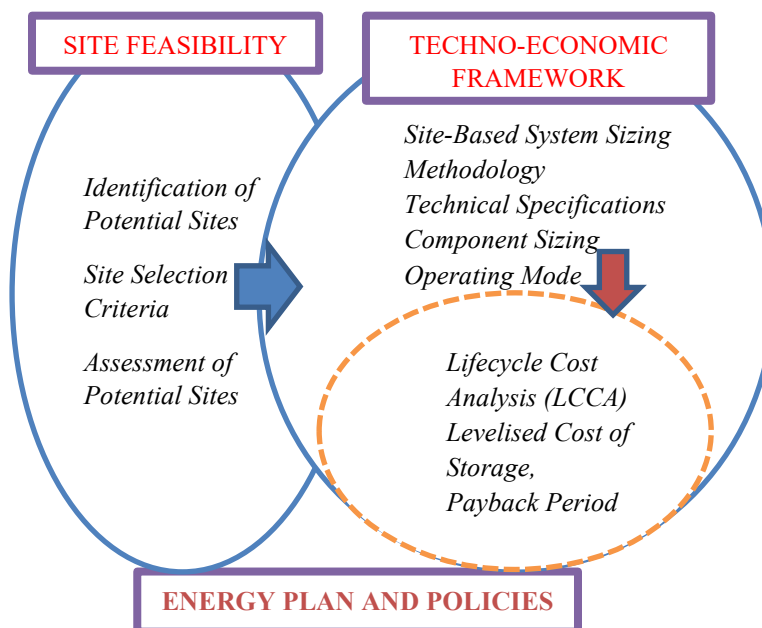 SITE FEASIBILITY
TECHNO-ECONOMIC
FRAMEWORK
Identification of
Potential Sites
Site Selection
Criteria
Assessment of
Potential Sites
Site-Based System Sizing
Methodology
Technical Specifications
Component Sizing
Operating Mode
Lifecycle Cost
Analysis (LCCA)
Levelised Cost of
Storage,
Payback Period
ENERGY PLAN AND POLICIES